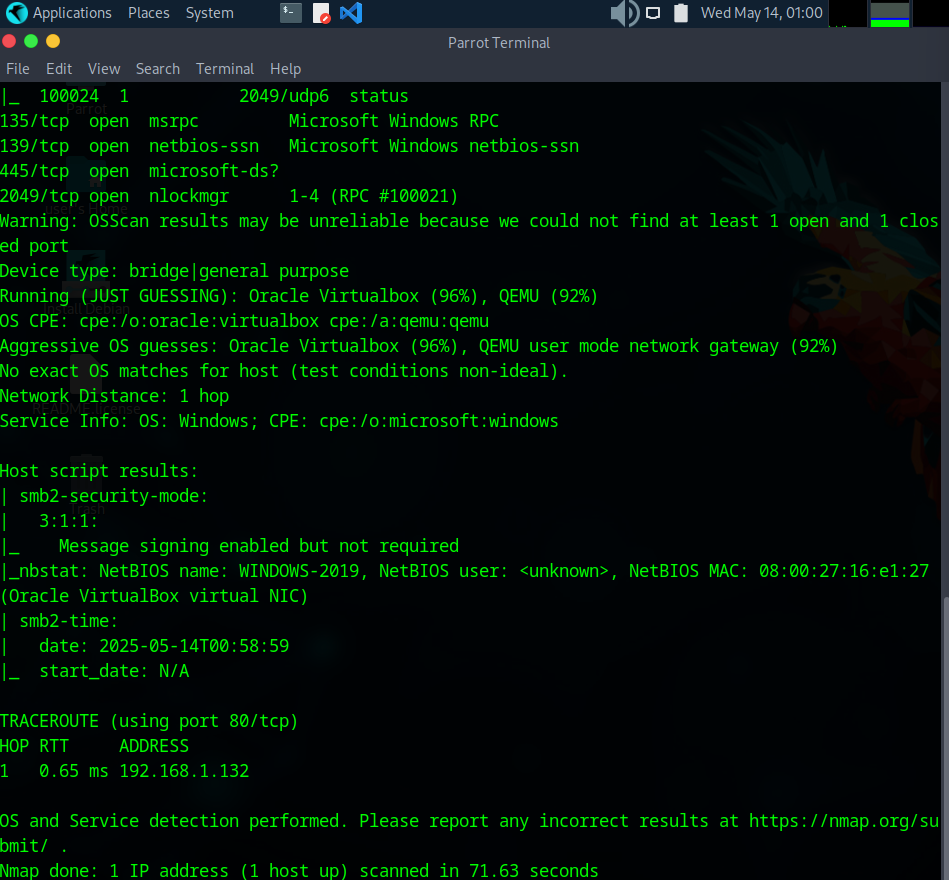 Applications Places System Wed May 14, 01:00
Parrot Terminal
File Edit View Search Terminal Help
|_  100024  1           2049/udp6  status
135/tcp  open  msrpc         Microsoft Windows RPC
139/tcp  open  netbios-ssn   Microsoft Windows netbios-ssn
445/tcp  open  microsoft-ds?
2049/tcp open  nlockmgr      1-4 (RPC #100021)
Warning: OSScan results may be unreliable because we could not find at least 1 open and 1 clos
ed port
Device type: bridge|general purpose
Running (JUST GUESSING): Oracle Virtualbox (96%), QEMU (92%)
OS CPE: cpe:/o:oracle:virtualbox cpe:/a:qemu:qemu
Aggressive OS guesses: Oracle Virtualbox (96%), QEMU user mode network gateway (92%)
No exact OS matches for host (test conditions non-ideal).
Network Distance: 1 hop
Service Info: OS: Windows; CPE: cpe:/o:microsoft:windows
Host script results:
| smb2-security-mode:
|   3:1:1:
|_    Message signing enabled but not required
|_nbstat: NetBIOS name: WINDOWS-2019, NetBIOS user: <unknown>, NetBIOS MAC: 08:00:27:16:e1:27
(Oracle VirtualBox virtual NIC)
| smb2-time:
|   date: 2025-05-14T00:58:59
|_  start_date: N/A
TRACEROUTE (using port 80/tcp)
HOP RTT     ADDRESS
1   0.65 ms 192.168.1.132
OS and Service detection performed. Please report any incorrect results at https://nmap.org/su
bmit/ .
Nmap done: 1 IP address (1 host up) scanned in 71.63 seconds